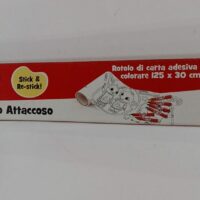 Stick &
Re-stick!
Rotolo di carta adesiva
colorare 125 x 30 cm
Attaccoso